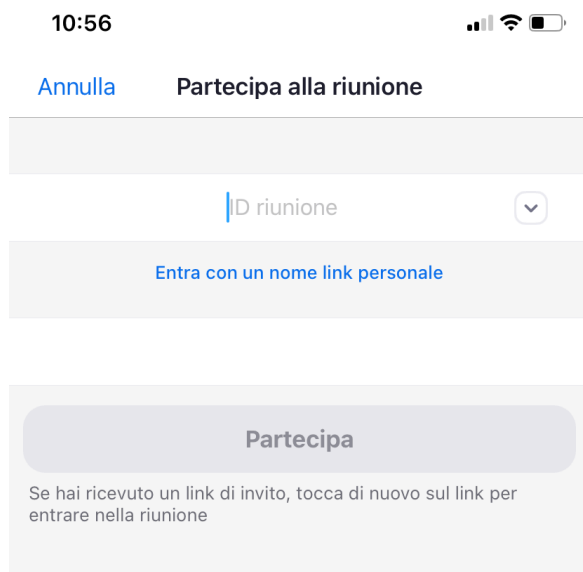 10:56
Annulla
Partecipa alla riunione
ID riunione
Entra con un nome link personale
Partecipa
Se hai ricevuto un link di invito, tocca di nuovo sul link per
entrare nella riunione